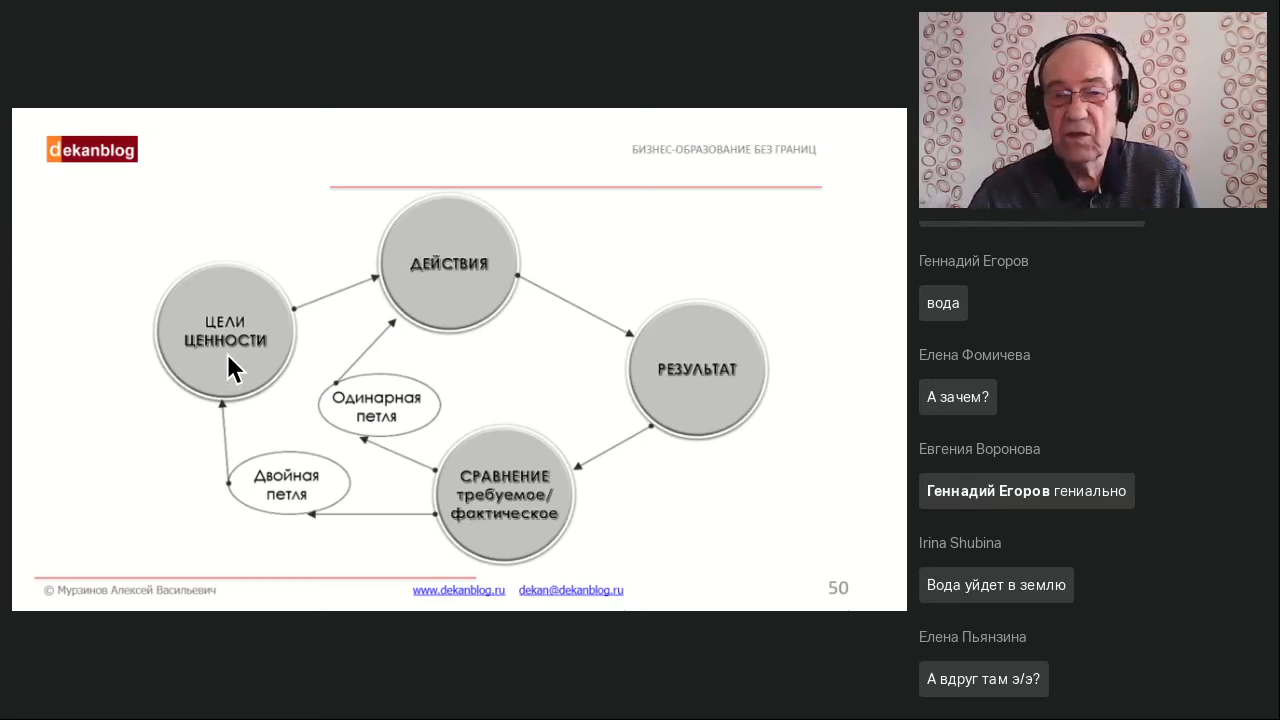 dekanblog
БИЗНЕС-ОБРАЗОВАНИЕ БЕЗ ГРАНИЦ
ДЕЙСТВИЯ
ЦЕЛИ
ЦЕННОСТИ
РЕЗУЛЬТАТ
Одинарная
петля
Двойная
петля
СРАВНЕНИЕ
требуемое/
фактическое
© Мурзинов Алексей Васильевич
www.dekanblog.ru dekan@dekanblog.ru
50
Геннадий Егоров
вода
Елена Фомичева
А зачем?
Евгения Воронова
Геннадий Егоров гениально
Irina Shubina
Вода уйдет в землю
Елена Пьянзина
А вдруг там э/э?